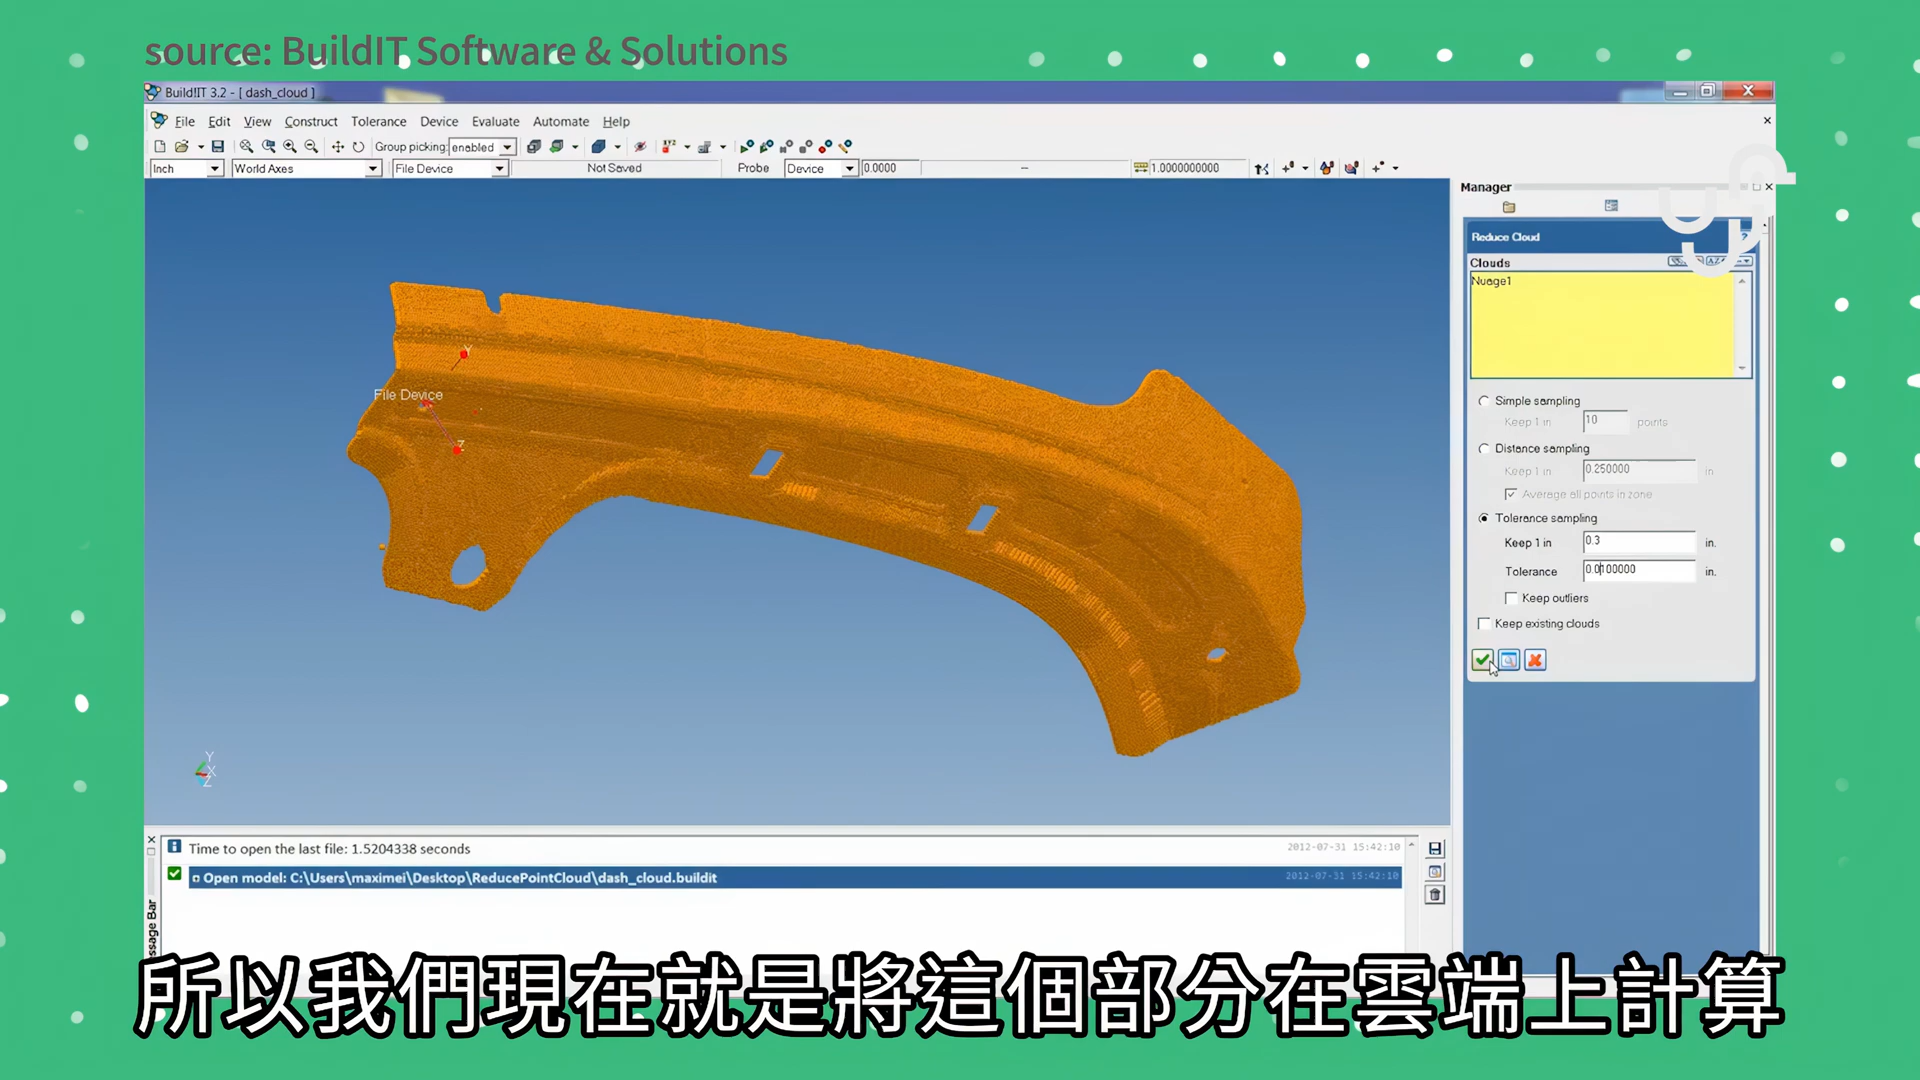 source: BuildIT Software & Solutions
Build!IT 3.2 - [ dash_cloud ]
File Edit View Construct Tolerance Device Evaluate Automate Help
Group picking: enabled
Inch World Axes File Device Not Saved Probe Device 0.0000 1.0000000000
Manager
Reduce Cloud
Clouds
Nuage1
Simple sampling
Keep 1 in 10 points
Distance sampling
Keep 1 in 0.250000 in
Average all points in zone
Tolerance sampling
Keep 1 in 0.3 in.
Tolerance 0.0100000 in.
Keep outliers
Keep existing clouds
Y
File Device
Z
Y
X
Z
Time to open the last file: 1.5204338 seconds 2012-07-31 15:42:10
Open model: C:\Users\maximei\Desktop\ReducePointCloud\dash_cloud.buildit 2012-07-31 15:42:10
所以我們現在就是將這個部分在雲端上計算